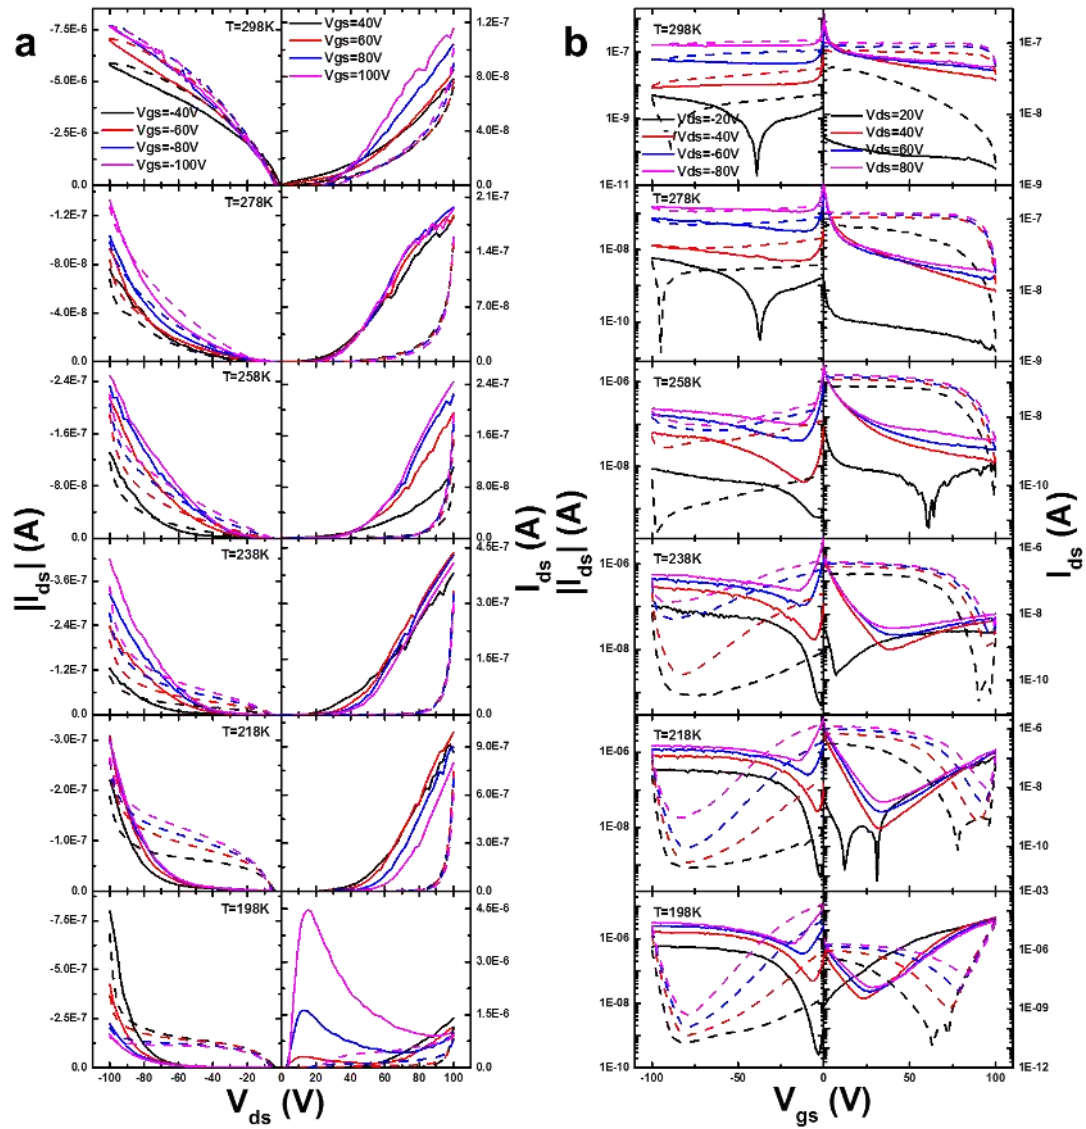 a
T=298K
Vgs=-40V
Vgs=-60V
Vgs=-80V
Vgs=-100V
Vgs=40V
Vgs=60V
Vgs=80V
Vgs=100V
-7.5E-6
-5.0E-6
-2.5E-6
0.0
1.2E-7
8.0E-8
4.0E-8
0.0
T=278K
-1.2E-7
-8.0E-8
-4.0E-8
0.0
2.1E-7
1.4E-7
7.0E-8
0.0
T=258K
-2.4E-7
-1.6E-7
-8.0E-8
0.0
2.4E-7
1.6E-7
8.0E-8
0.0
T=238K
-3.6E-7
-2.4E-7
-1.2E-7
0.0
4.5E-7
3.0E-7
1.5E-7
0.0
T=218K
-3.0E-7
-2.0E-7
-1.0E-7
0.0
9.0E-7
6.0E-7
3.0E-7
0.0
T=198K
-7.5E-7
-5.0E-7
-2.5E-7
0.0
4.6E-6
3.0E-6
1.5E-6
0.0
-100 -80 -60 -40 -20 0 20 40 60 80 100
Vds (V)
||Ids| (A)
Ids (A)
b
T=298K
Vds=-20V
Vds=-40V
Vds=-60V
Vds=-80V
Vds=20V
Vds=40V
Vds=60V
Vds=80V
1E-7
1E-9
1E-11
1E-7
1E-8
1E-9
T=278K
1E-08
1E-10
1E-7
1E-8
1E-9
T=258K
1E-06
1E-08
1E-8
1E-10
T=238K
1E-06
1E-08
1E-6
1E-8
1E-10
T=218K
1E-06
1E-08
1E-6
1E-8
1E-10
1E-03
T=198K
1E-06
1E-08
1E-10
1E-06
1E-09
1E-12
-100 -50 0 50 100
Vgs (V)
||Ids| (A)
Ids (A)